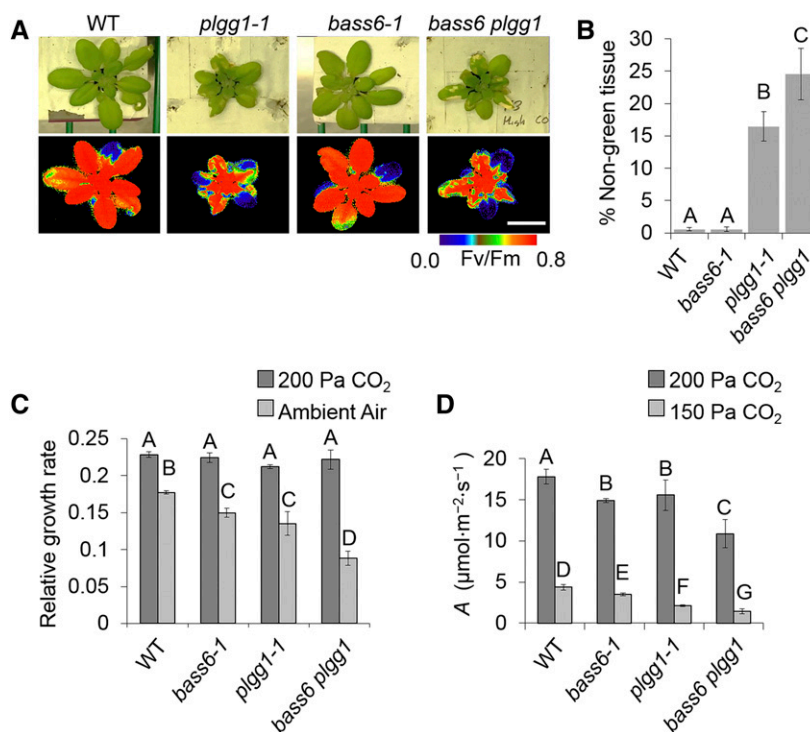 A
WT plgg1-1 bass6-1 bass6 plgg1
High CO
0.0 Fv/Fm 0.8
B
% Non-green tissue
30
25
20
15
10
5
0
A A B C
WT bass6-1 plgg1-1 bass6 plgg1
C
200 Pa CO₂
Ambient Air
Relative growth rate
0.25
0.2
0.15
0.1
0.05
0
A B A C A C A D
WT bass6-1 plgg1-1 bass6 plgg1
D
200 Pa CO₂
150 Pa CO₂
A (μmol·m⁻²·s⁻¹)
20
15
10
5
0
A D B E B F C G
WT bass6-1 plgg1-1 bass6 plgg1